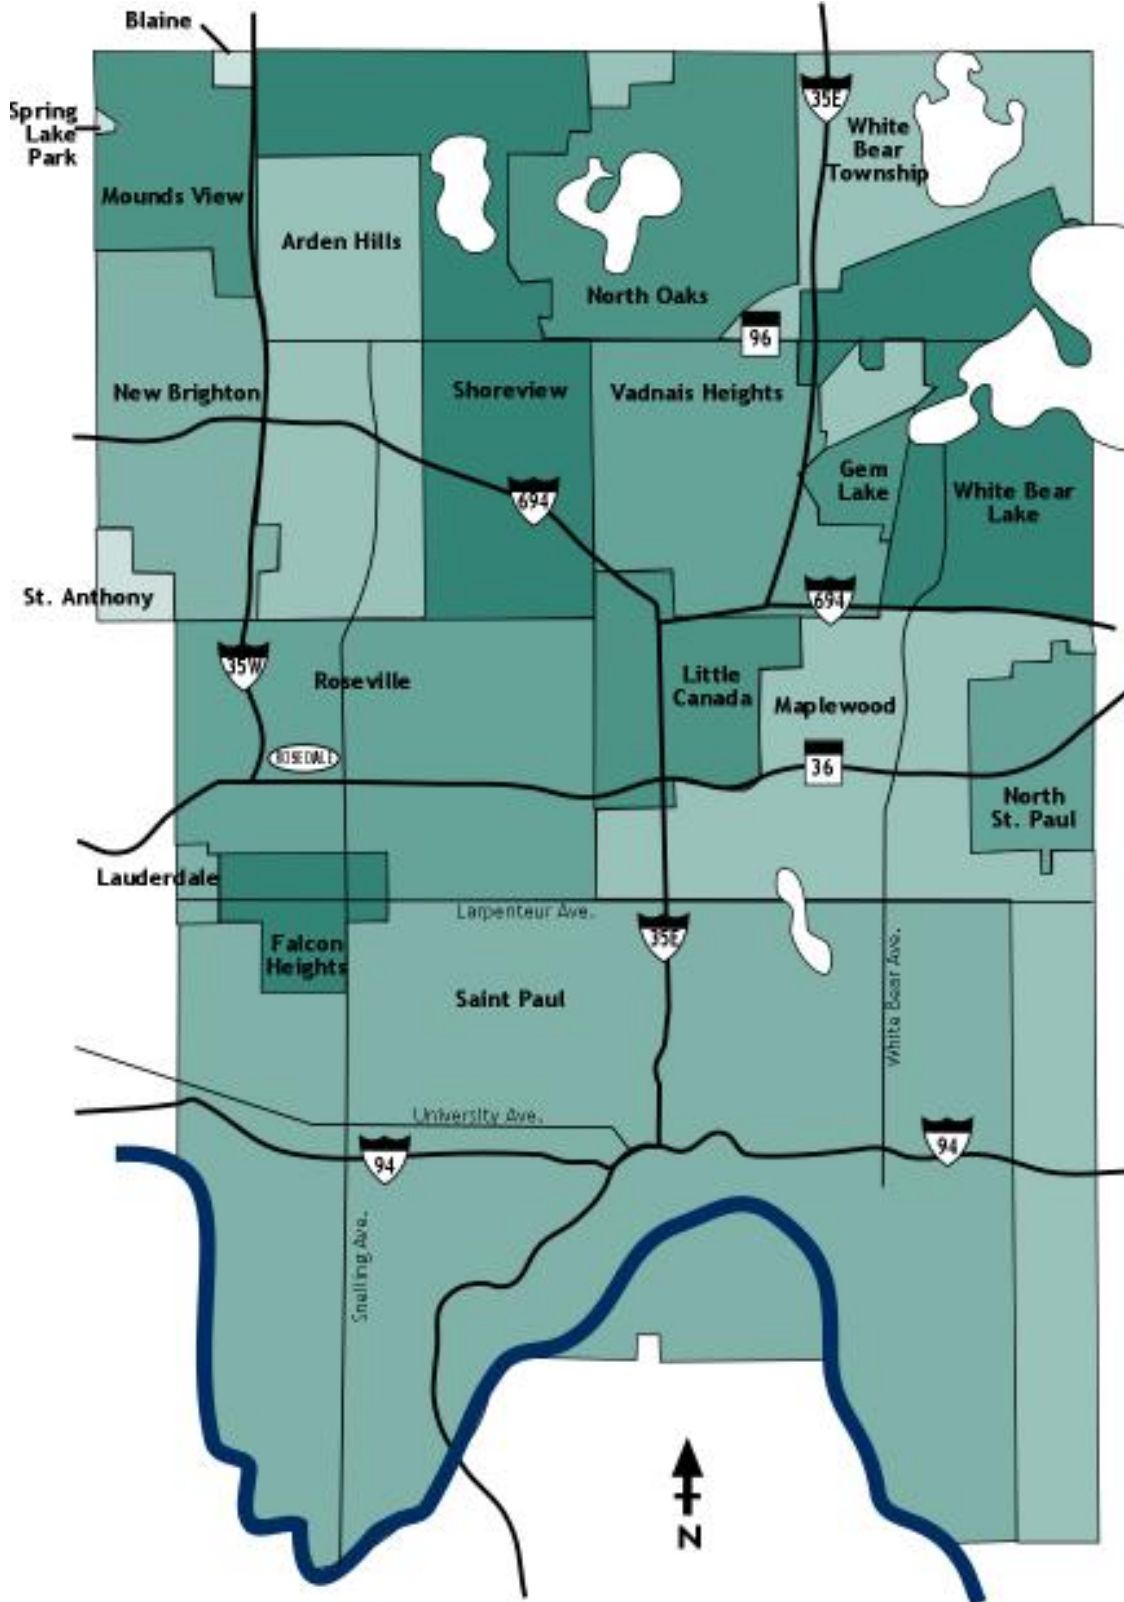 Blaine
Spring
Lake
Park
35E
White
Bear
Township
Mounds View
Arden Hills
North Oaks
96
New Brighton
Shoreview
Vadnais Heights
Gem
Lake
White Bear
Lake
694
St. Anthony
694
35W
Roseville
Little
Canada
Maplewood
ROSEDALE
36
North
St. Paul
Lauderdale
Larpenteur Ave.
35E
Falcon
Heights
Saint Paul
White Bear Ave.
University Ave.
94
94
Snelling Ave.
N